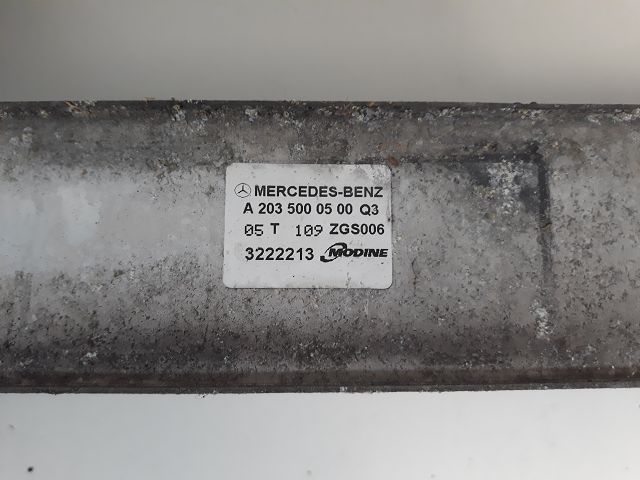 MERCEDES-BENZ
A 203 500 05 00 Q3
05 T 109 ZGS006
3222213 MODINE